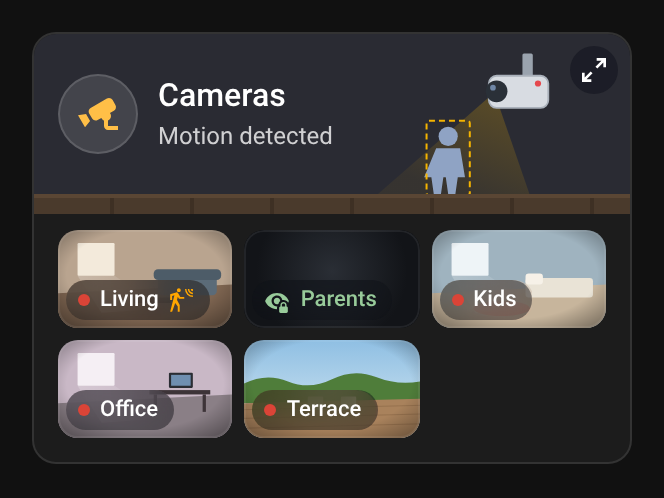 Cameras
Motion detected
Living
Parents
Kids
Office
Terrace